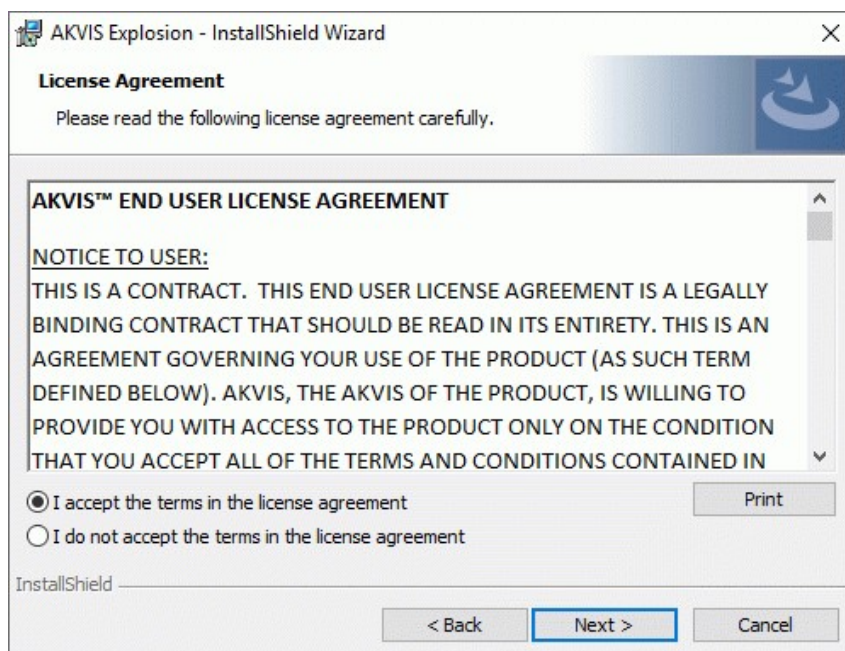 AKVIS Explosion - InstallShield Wizard
License Agreement
Please read the following license agreement carefully.
AKVIS™ END USER LICENSE AGREEMENT
NOTICE TO USER:
THIS IS A CONTRACT.  THIS END USER LICENSE AGREEMENT IS A LEGALLY
BINDING CONTRACT THAT SHOULD BE READ IN ITS ENTIRETY. THIS IS AN
AGREEMENT GOVERNING YOUR USE OF THE PRODUCT (AS SUCH TERM
DEFINED BELOW). AKVIS, THE AKVIS OF THE PRODUCT, IS WILLING TO
PROVIDE YOU WITH ACCESS TO THE PRODUCT ONLY ON THE CONDITION
THAT YOU ACCEPT ALL OF THE TERMS AND CONDITIONS CONTAINED IN
I accept the terms in the license agreement
Print
I do not accept the terms in the license agreement
InstallShield
< Back
Next >
Cancel